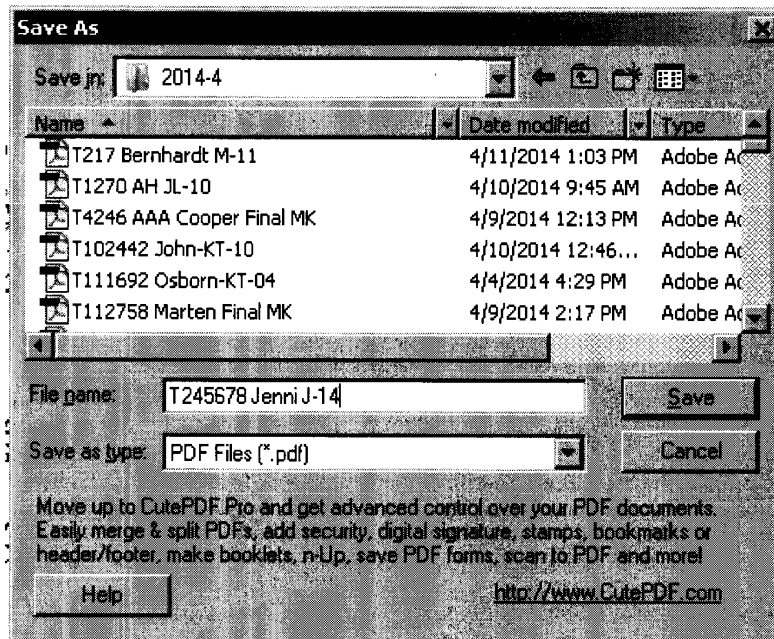 Save As
Save in: 2014-4
Name Date modified Type
T217 Bernhardt M-11 4/11/2014 1:03 PM Adobe Ac
T1270 AH JL-10 4/10/2014 9:45 AM Adobe Ac
T4246 AAA Cooper Final MK 4/9/2014 12:13 PM Adobe Ac
T102442 John-KT-10 4/10/2014 12:46... Adobe Ac
T111692 Osborn-KT-04 4/4/2014 4:29 PM Adobe Ac
T112758 Marten Final MK 4/9/2014 2:17 PM Adobe Ac
File name: T245678 Jenni J-14 Save
Save as type: PDF Files (*.pdf) Cancel
Move up to CutePDF Pro and get advanced control over your PDF documents.
Easily merge & split PDFs, add security, digital signature, stamps, bookmarks or
header/footer, make booklets, n-Up, save PDF forms, scan to PDF and more!
Help http://www.CutePDF.com